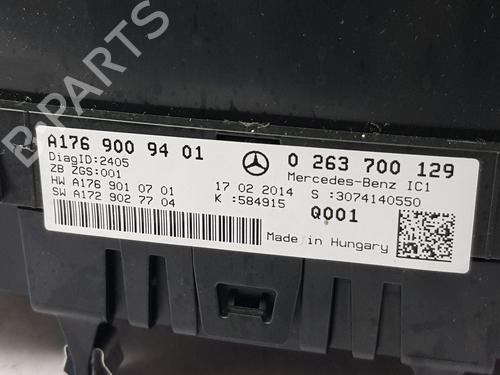 B-PARTS
A176 900 94 01
DiagID:2405
ZB ZGS:001
HW A176 901 07 01
SW A172 902 77 04
17 02 2014
K :584915
0 263 700 129
Mercedes-Benz IC1
S :3074140550
Q001
Made in Hungary